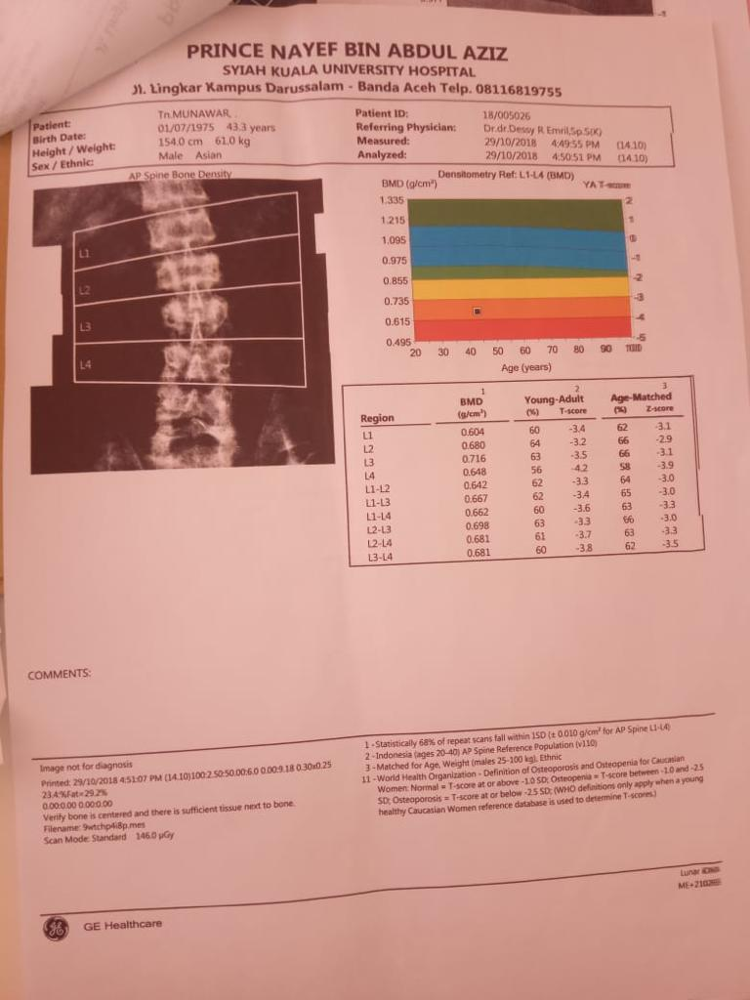 PRINCE NAYEF BIN ABDUL AZIZ
SYIAH KUALA UNIVERSITY HOSPITAL
Jl. Lingkar Kampus Darussalam - Banda Aceh Telp. 08116819755
Patient: Tn.MUNAWAR, . Patient ID: 18/005026
Birth Date: 01/07/1975 43.3 years Referring Physician: Dr.dr.Dessy R Emril,Sp.S(K)
Height / Weight: 154.0 cm 61.0 kg Measured: 29/10/2018 4:49:55 PM (14.10)
Sex / Ethnic: Male Asian Analyzed: 29/10/2018 4:50:51 PM (14.10)
AP Spine Bone Density
L1
L2
L3
L4
Densitometry Ref: L1-L4 (BMD)
BMD (g/cm²) YA T-score
1.335 2
1.215 1
1.095 0
0.975 -1
0.855 -2
0.735 -3
0.615 -4
0.495 -5
20 30 40 50 60 70 80 90 100
Age (years)
1 2 3
BMD Young-Adult Age-Matched
Region (g/cm²) (%) T-score (%) Z-score
L1 0.604 60 -3.4 62 -3.1
L2 0.680 64 -3.2 66 -2.9
L3 0.716 63 -3.5 66 -3.1
L4 0.648 56 -4.2 58 -3.9
L1-L2 0.642 62 -3.3 64 -3.0
L1-L3 0.667 62 -3.4 65 -3.0
L1-L4 0.662 60 -3.6 63 -3.3
L2-L3 0.698 63 -3.3 66 -3.0
L2-L4 0.681 61 -3.7 63 -3.3
L3-L4 0.681 60 -3.8 62 -3.5
COMMENTS:
Image not for diagnosis
Printed: 29/10/2018 4:51:07 PM (14.10)100:2.50:50.00:6.0 0.00:9.18 0.30x0.25
23.4:%Fat=29.2%
0.00:0.00 0.00:0.00
Verify bone is centered and there is sufficient tissue next to bone.
Filename: 9wtchp4i8p.mes
Scan Mode: Standard 146.0 µGy
1 - Statistically 68% of repeat scans fall within 1SD (± 0.010 g/cm² for AP Spine L1-L4)
2 - Indonesia (ages 20-40) AP Spine Reference Population (v110)
3 - Matched for Age, Weight (males 25-100 kg), Ethnic
11 - World Health Organization - Definition of Osteoporosis and Osteopenia for Caucasian
Women: Normal = T-score at or above -1.0 SD; Osteopenia = T-score between -1.0 and -2.5
SD; Osteoporosis = T-score at or below -2.5 SD; (WHO definitions only apply when a young
healthy Caucasian Women reference database is used to determine T-scores.)
Lunar
GE Healthcare